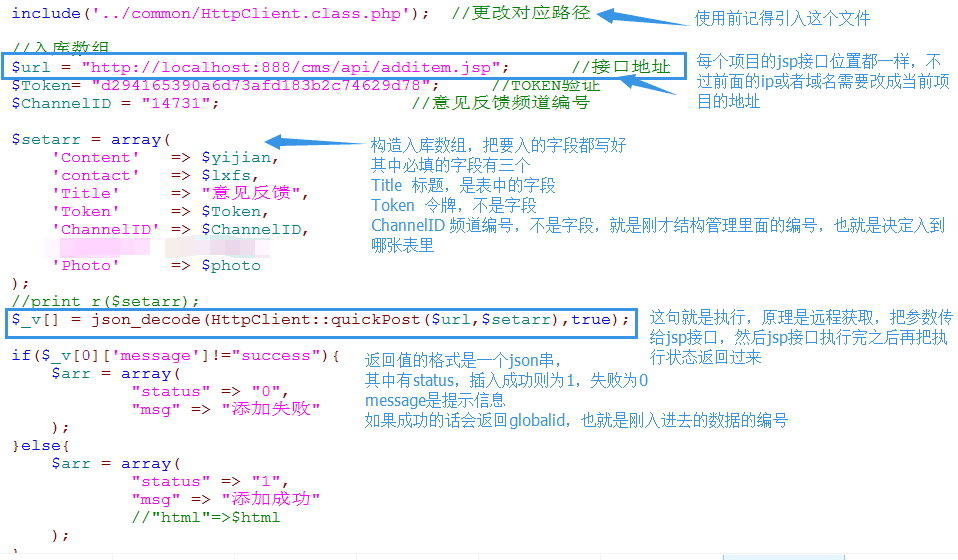 include('../common/HttpClient.class.php');  //更改对应路径
使用前记得引入这个文件
//入库数组
$url = "http://localhost:888/cms/api/additem.jsp";      //接口地址
$Token= "d294165390a6d73afd183b2c74629d78";      //TOKEN验证
$ChannelID = "14731";                   //意见反馈频道编号
每个项目的jsp接口位置都一样，不
过前面的ip或者域名需要改成当前项
目的地址
$setarr = array(
    'Content'   => $yijian,
    'contact'   => $lxfs,
    'Title'     => "意见反馈",
    'Token'     => $Token,
    'ChannelID' => $ChannelID,
    'Photo'     => $photo
);
构造入库数组，把要入的字段都写好
其中必填的字段有三个
Title  标题，是表中的字段
Token  令牌，不是字段
ChannelID 频道编号，不是字段，就是刚才结构管理里面的编号，也就是决定入到
哪张表里
//print_r($setarr);
$_v[] = json_decode(HttpClient::quickPost($url,$setarr),true);
这句就是执行，原理是远程获取，把参数传
给jsp接口，然后jsp接口执行完之后再把执
行状态返回过来
if($_v[0]['message']!="success"){
    $arr = array(
            "status" => "0",
            "msg" => "添加失败"
    );
}else{
    $arr = array(
            "status" => "1",
            "msg" => "添加成功"
            //"html"=>$html
    );
}
返回值的格式是一个json串，
其中有status，插入成功则为1，失败为0
message是提示信息
如果成功的话会返回globalid，也就是刚入进去的数据的编号